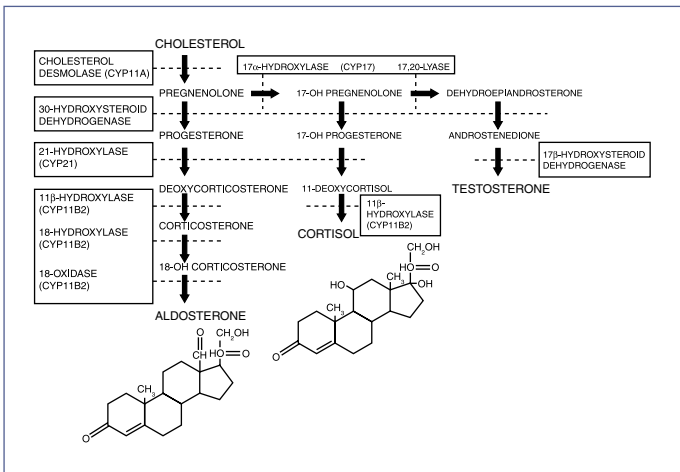 CHOLESTEROL
CHOLESTEROL
DESMOLASE (CYP11A)
17α-HYDROXYLASE (CYP17) 17,20-LYASE
PREGNENOLONE 17-OH PREGNENOLONE DEHYDROEPIANDROSTERONE
30-HYDROXYSTEROID
DEHYDROGENASE
PROGESTERONE 17-OH PROGESTERONE ANDROSTENEDIONE
21-HYDROXYLASE
(CYP21)
17β-HYDROXYSTEROID
DEHYDROGENASE
DEOXYCORTICOSTERONE 11-DEOXYCORTISOL TESTOSTERONE
11β-HYDROXYLASE
(CYP11B2)
11β-
HYDROXYLASE
(CYP11B2)
CORTICOSTERONE CORTISOL
18-HYDROXYLASE
(CYP11B2)
18-OH CORTICOSTERONE
18-OXIDASE
(CYP11B2)
ALDOSTERONE
CH2OH
HO=O
CH3
OH
HO
CH3
O
O
CH2OH
CH HO=O
CH3
O